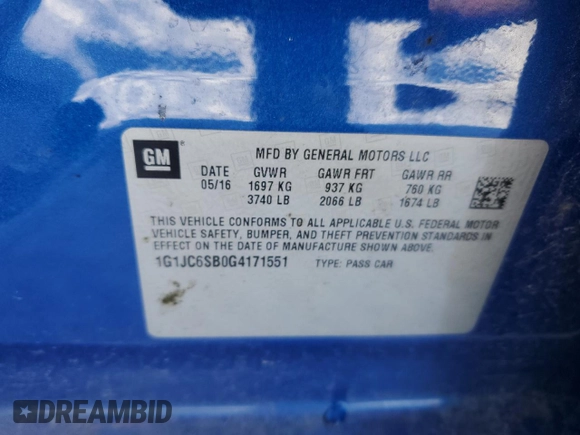 GM
MFD BY GENERAL MOTORS LLC
DATE GVWR GAWR FRT GAWR RR
05/16 1697 KG 937 KG 760 KG
3740 LB 2066 LB 1674 LB
THIS VEHICLE CONFORMS TO ALL APPLICABLE U.S. FEDERAL MOTOR
VEHICLE SAFETY, BUMPER, AND THEFT PREVENTION STANDARDS IN
EFFECT ON THE DATE OF MANUFACTURE SHOWN ABOVE.
1G1JC6SB0G4171551 TYPE: PASS CAR
DREAMBID